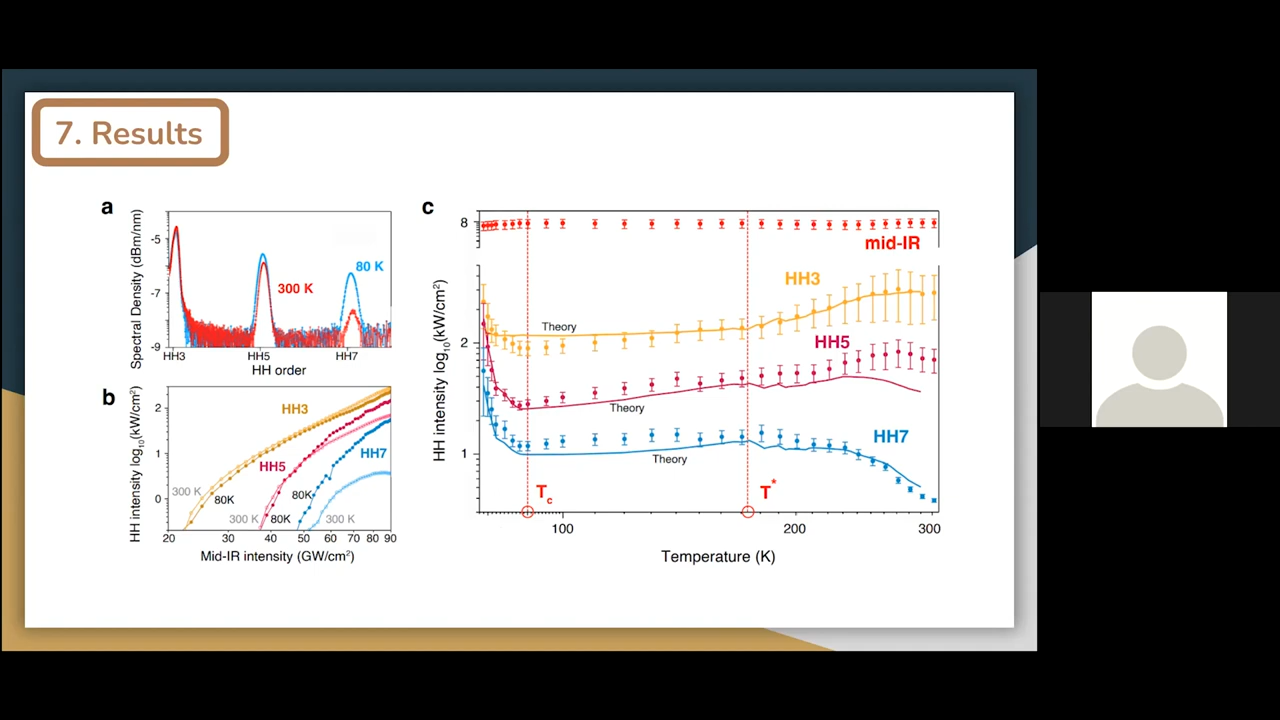 7. Results
a
Spectral Density (dBm/nm)
-5
-7
-9
80 K
300 K
HH3
HH5
HH7
HH order
b
HH intensity log10(kW/cm²)
2
1
0
HH3
HH5
HH7
300 K
80K
300 K
80K
80K
300 K
20
30
40
50
60
70
80
90
Mid-IR intensity (GW/cm²)
c
HH intensity log10(kW/cm²)
8
2
1
mid-IR
HH3
Theory
HH5
Theory
HH7
Theory
Tc
T*
100
200
300
Temperature (K)